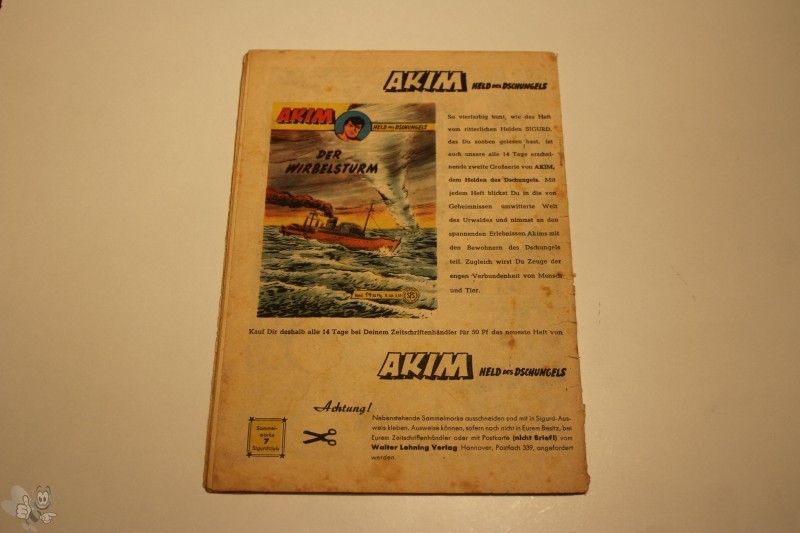 AKIM HELD DES DSCHUNGELS
AKIM
HELD DES DSCHUNGELS
DER
WIRBELSTURM
So vierfarbig bunt, wie das Heft
vom ritterlichen Helden SIGURD,
das Du soeben gelesen hast, ist
auch unsere alle 14 Tage erschei-
nende zweite Großserie von AKIM,
dem Helden des Dschungels. Mit
jedem Heft blickst Du in die von
Geheimnissen umwitterte Welt
des Urwaldes und nimmst an den
spannenden Erlebnissen Akims mit
den Bewohnern des Dschungels
teil. Zugleich wirst Du Zeuge der
engen Verbundenheit von Mensch
und Tier.
Kauf Dir deshalb alle 14 Tage bei Deinem Zeitschriftenhändler für 50 Pf das neueste Heft von
AKIM HELD DES DSCHUNGELS
Achtung!
Sammel-
marke
7
Sigurdklub
Nebenstehende Sammelmarke ausschneiden und mit in Sigurd-Aus-
weis kleben. Ausweise können, sofern noch nicht in Eurem Besitz, bei
Eurem Zeitschriftenhändler oder mit Postkarte (nicht Brief!) vom
Walter Lehning Verlag Hannover, Postfach 339, angefordert
werden.